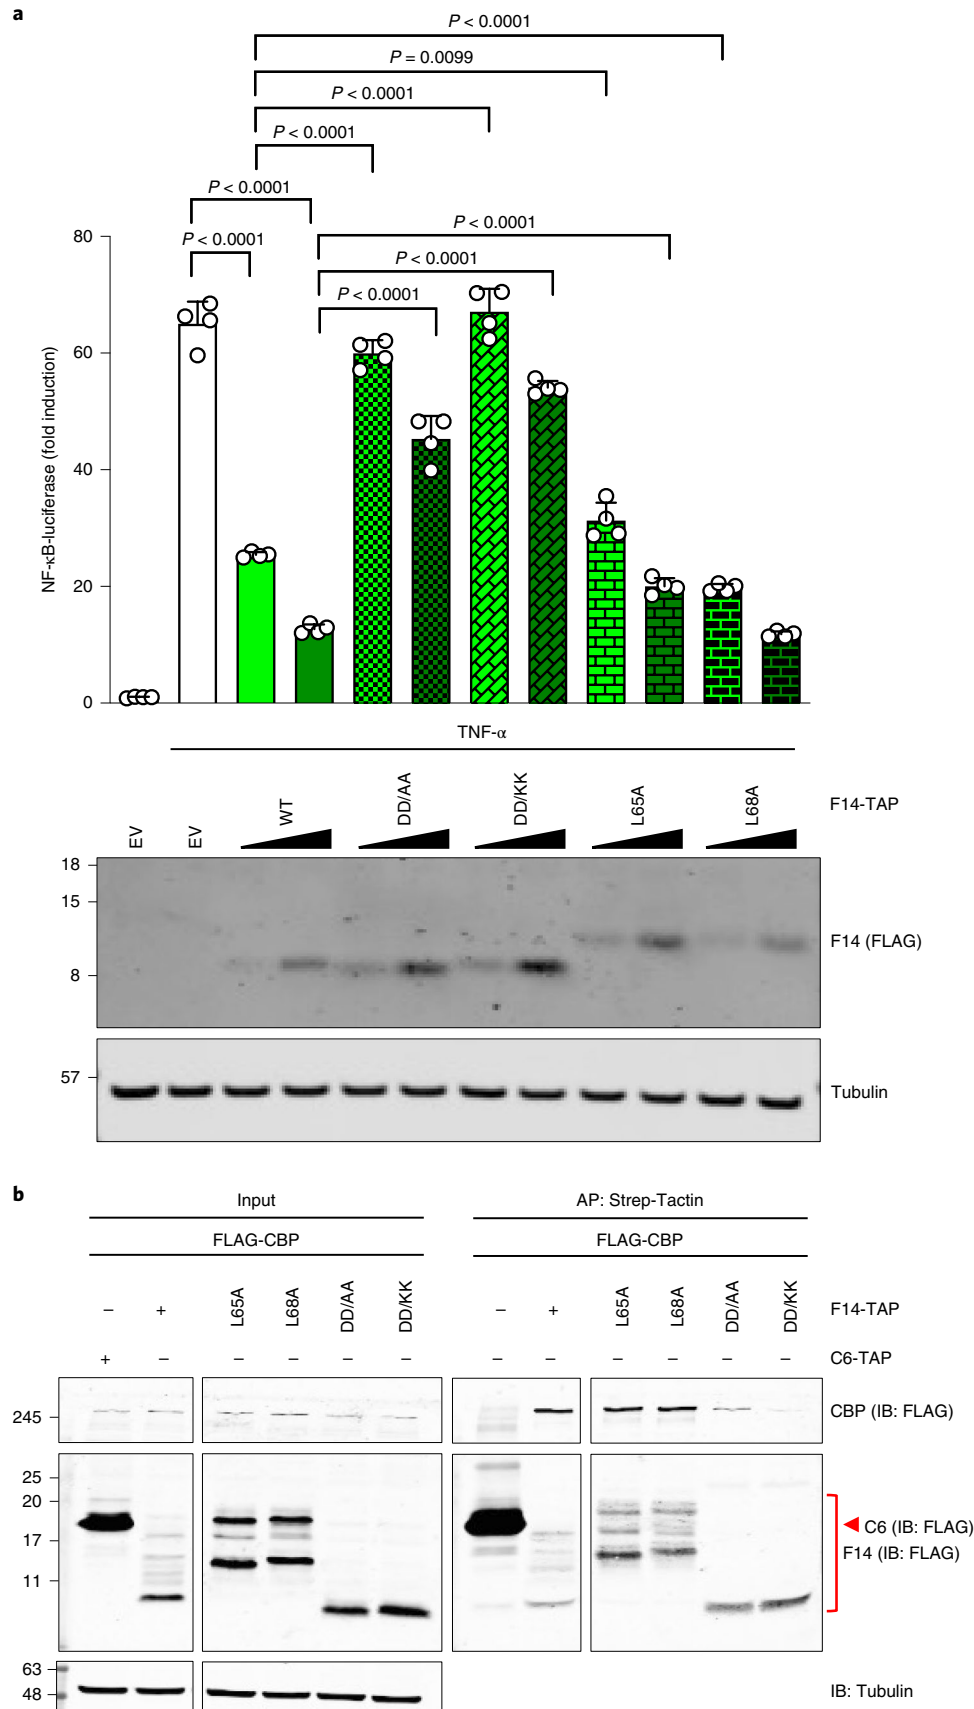 a
P < 0.0001
P = 0.0099
P < 0.0001
P < 0.0001
P < 0.0001
P < 0.0001
P < 0.0001
P < 0.0001
P < 0.0001
NF-κB-luciferase (fold induction)
80
60
40
20
0
TNF-α
EV
EV
WT
DD/AA
DD/KK
L65A
L68A
F14-TAP
18
15
8
F14 (FLAG)
57
Tubulin
b
Input
AP: Strep-Tactin
FLAG-CBP
FLAG-CBP
– + L65A L68A DD/AA DD/KK – + L65A L68A DD/AA DD/KK F14-TAP
+ – – – – – – – – – – – C6-TAP
245
CBP (IB: FLAG)
25
20
17
11
C6 (IB: FLAG)
F14 (IB: FLAG)
63
48
IB: Tubulin